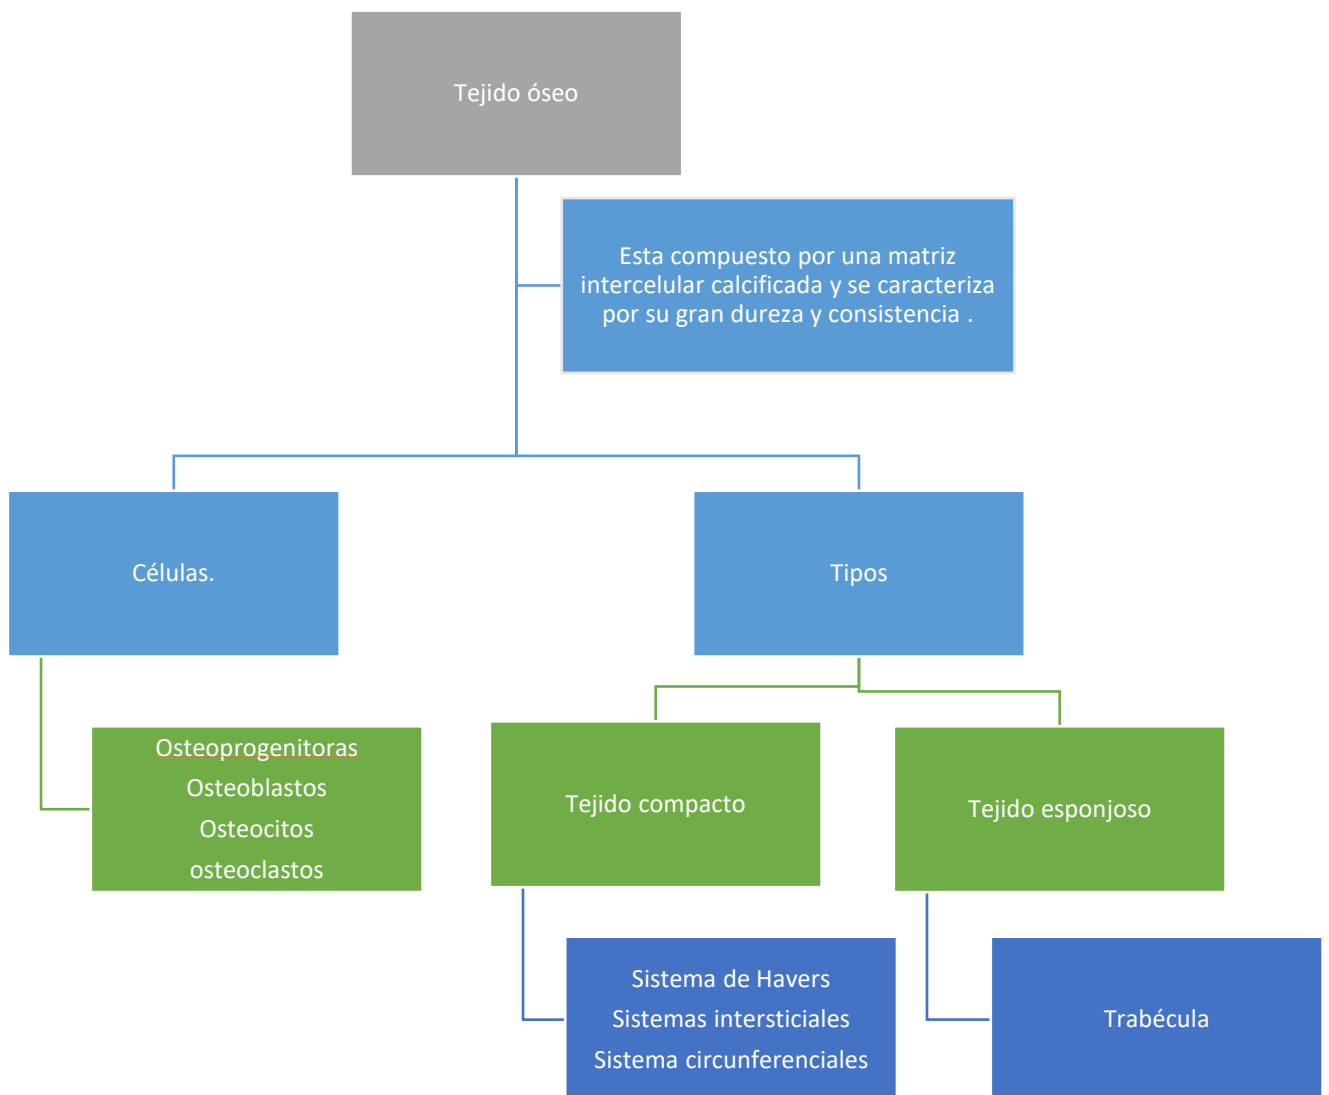 Tejido óseo
Esta compuesto por una matriz
intercelular calcificada y se caracteriza
por su gran dureza y consistencia .
Células.
Tipos
Osteoprogenitoras
Osteoblastos
Osteocitos
osteoclastos
Tejido compacto
Tejido esponjoso
Sistema de Havers
Sistemas intersticiales
Sistema circunferenciales
Trabécula